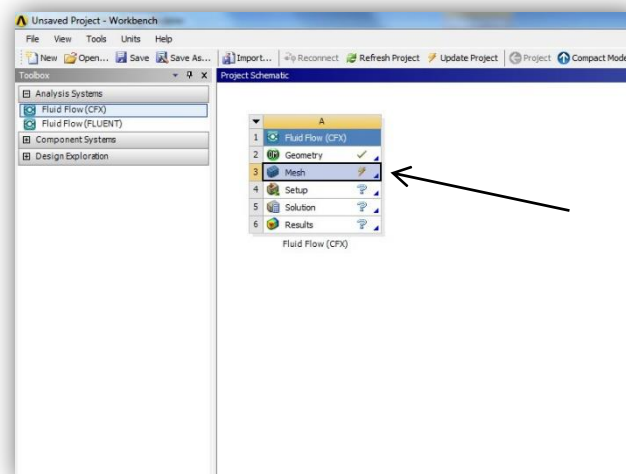 Unsaved Project - Workbench
File View Tools Units Help
New Open... Save Save As... Import... Reconnect Refresh Project Update Project Project Compact Mode
Toolbox
Project Schematic
Analysis Systems
Fluid Flow (CFX)
Fluid Flow (FLUENT)
Component Systems
Design Exploration
A
1 Fluid Flow (CFX)
2 Geometry
3 Mesh
4 Setup
5 Solution
6 Results
Fluid Flow (CFX)